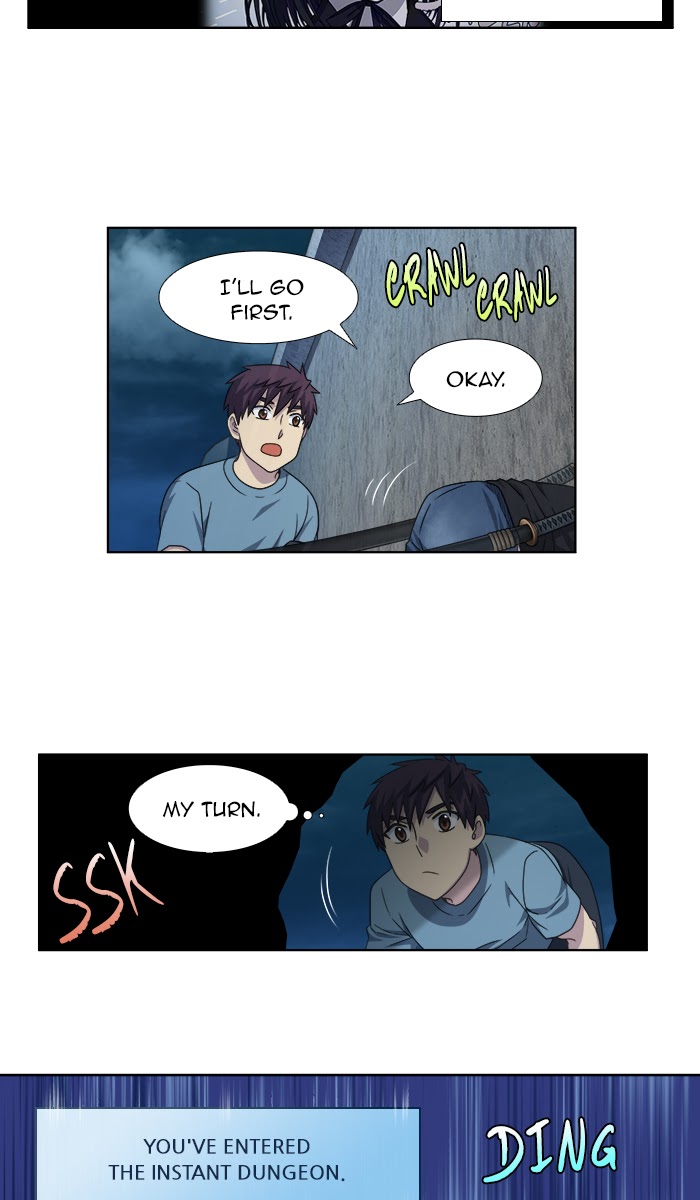 I'LL GO
FIRST.
CRAWL
CRAWL
OKAY.
MY TURN.
SSK
DING
YOU'VE ENTERED
THE INSTANT DUNGEON.